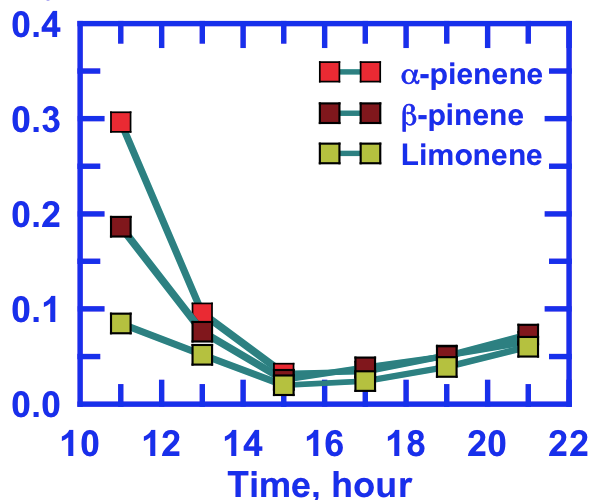 0.4
α-pienene
0.3
β-pinene
Limonene
0.2
0.1
0.0
10 12 14 16 18 20 22
Time, hour